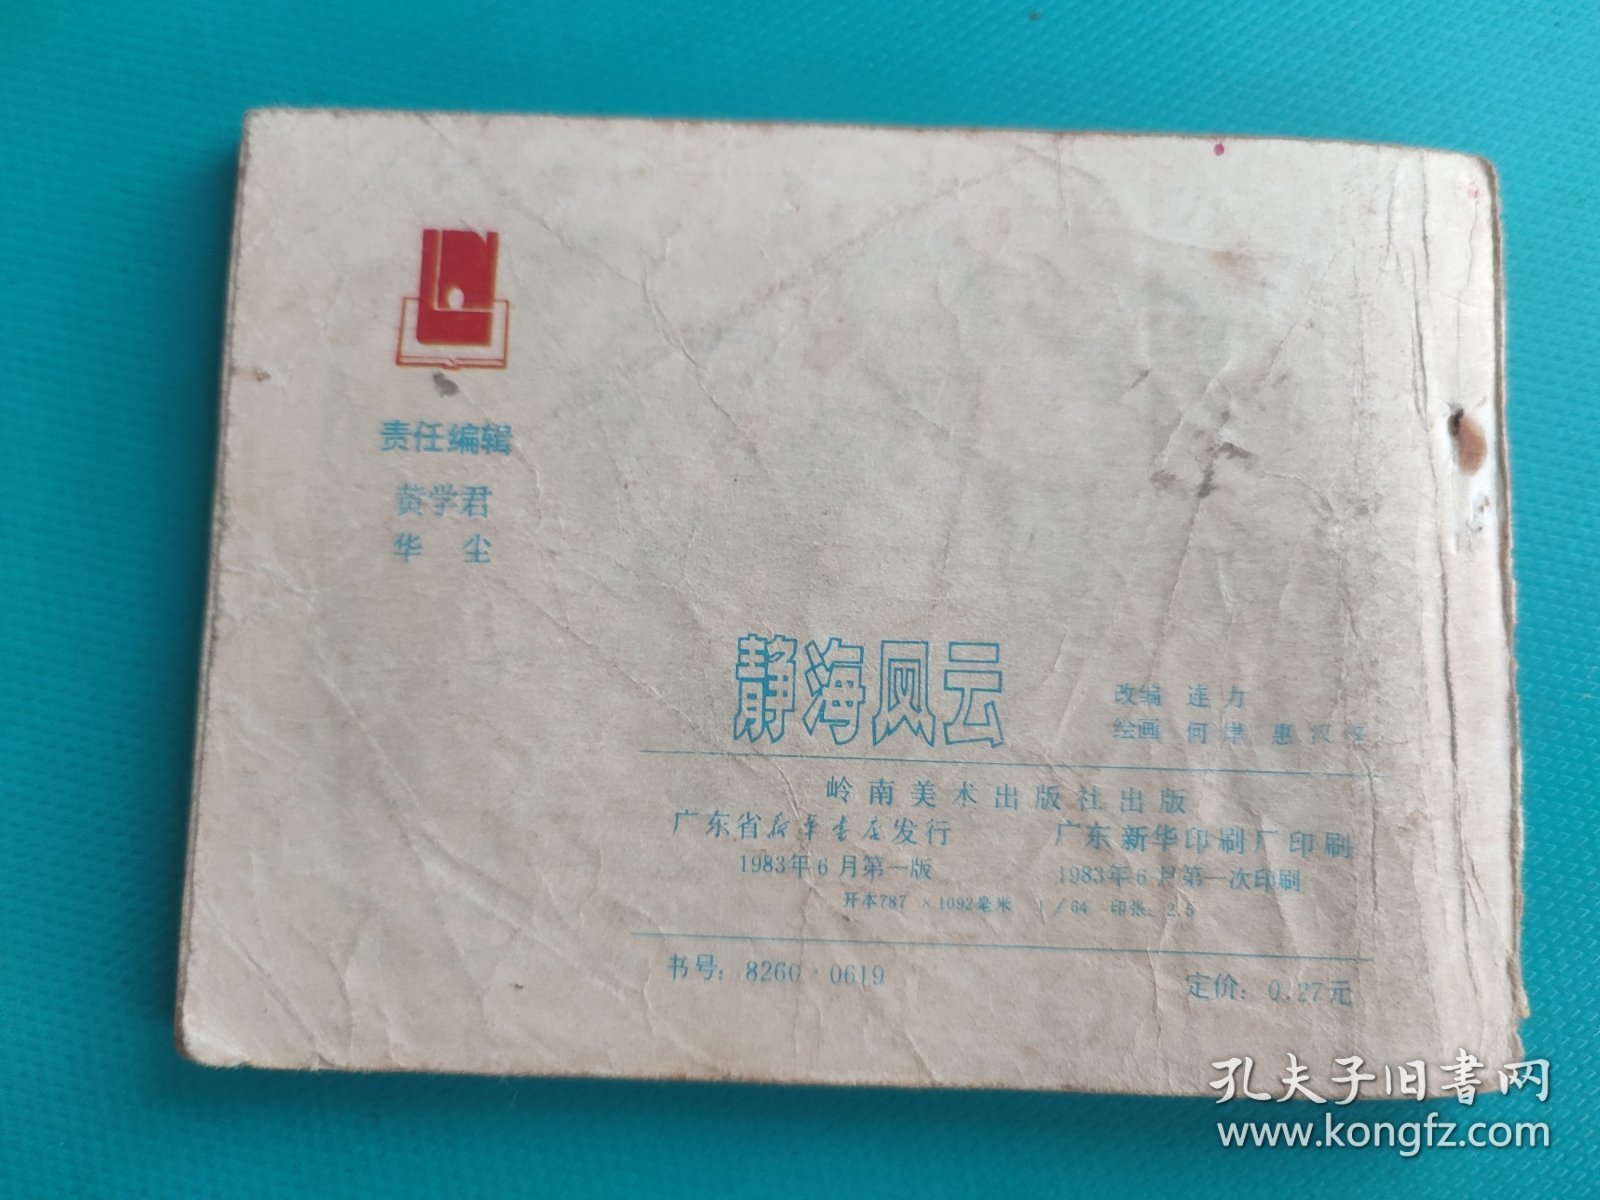 责任编辑
黄学君
华 尘
静海风云
改编 连 力
绘画 何 惠
岭南美术出版社出版
广东省新华书店发行 广东新华印刷厂印刷
1983年6月第一版 1983年6月第一次印刷
开本787×1092毫米 1/64 印张:2.5
书号:8260·0619 定价:0.27元
孔夫子旧書网
www.kongfz.com